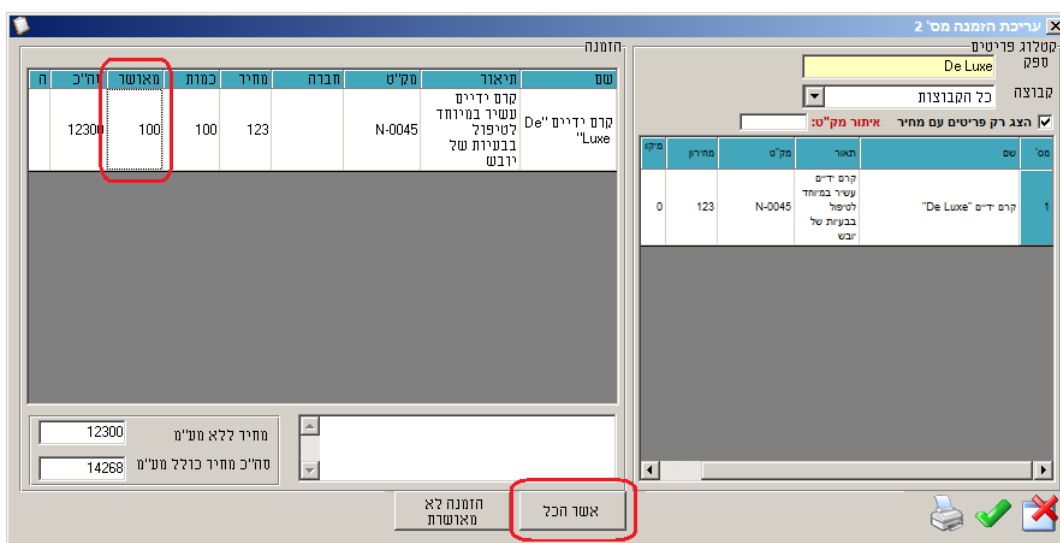 עריכת הזמנה מס' 2
קטלוג פריטים
ספק De Luxe
קבוצה כל הקבוצות
הצג רק פריטים עם מחיר איתור מק"ט:
מס' שם תאור מק"ט מחירון מיקו
1 קרם ידיים "De Luxe" קרם ידיים N-0045 123 0
עשיר במיוחד
לטיפול
בבעיות של
יובש
הזמנה
שם תיאור מק''ט חברה מחיר כמות מאושר סה''כ ה
קרם ידיים "De קרם ידיים N-0045 123 100 100 12300
Luxe" עשיר במיוחד
לטיפול
בבעיות של
יובש
מחיר ללא מע''מ 12300
סה''כ מחיר כולל מע''מ 14268
אשר הכל
הזמנה לא
מאושרת